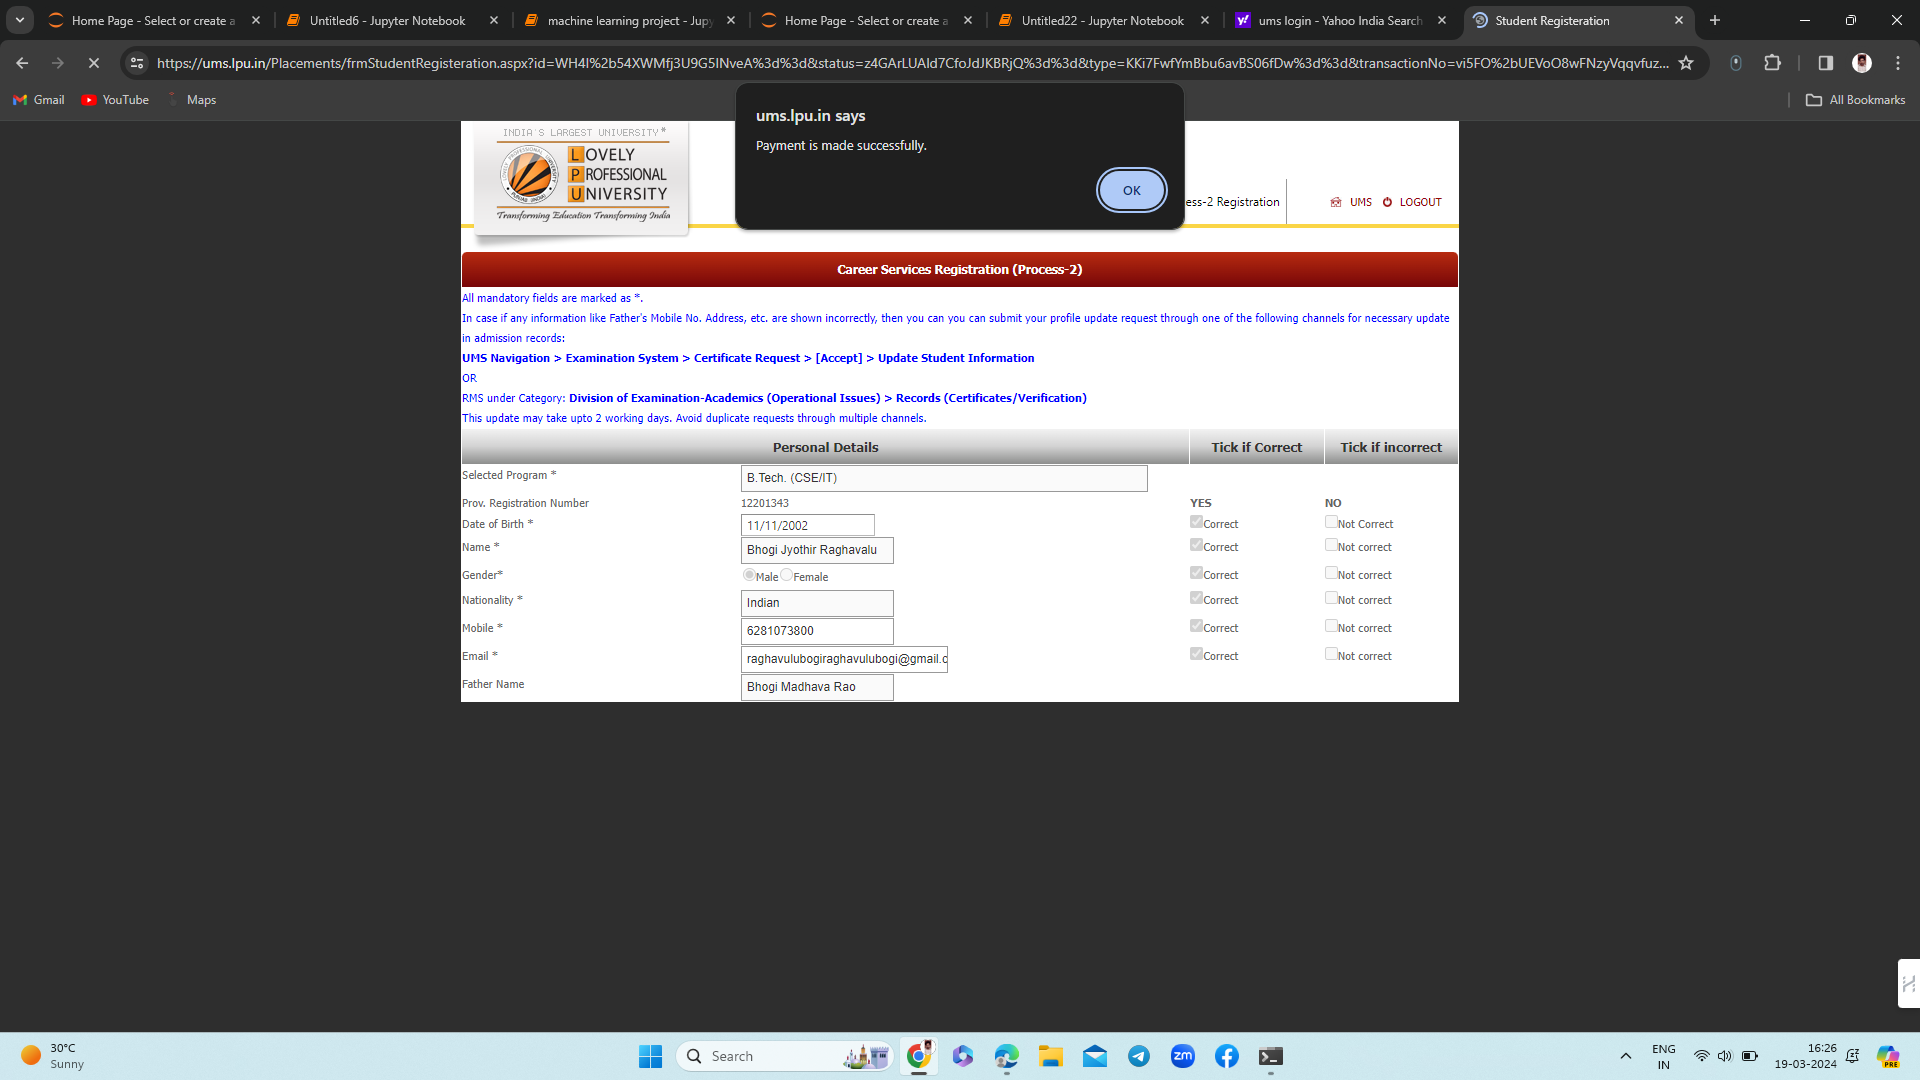 Home Page - Select or create a
Untitled6 - Jupyter Notebook
machine learning project - Jupy
Home Page - Select or create a
Untitled22 - Jupyter Notebook
ums login - Yahoo India Search
Student Registeration
https://ums.lpu.in/Placements/frmStudentRegisteration.aspx?id=WH4I%2b54XWMfj3U9G5INveA%3d%3d&status=z4GArLUAId7CfoJdJKBRjQ%3d%3d&type=KKi7FwfYmBbu6avBS06fDw%3d%3d&transactionNo=vi5FO%2bUEVoO8wFNzyVqqvfuz...
Gmail
YouTube
Maps
All Bookmarks
ums.lpu.in says
Payment is made successfully.
OK
INDIA'S LARGEST UNIVERSITY*
LOVELY
PROFESSIONAL
UNIVERSITY
Transforming Education Transforming India
ess-2 Registration
UMS
LOGOUT
Career Services Registration (Process-2)
All mandatory fields are marked as *.
In case if any information like Father's Mobile No. Address, etc. are shown incorrectly, then you can you can submit your profile update request through one of the following channels for necessary update
in admission records:
UMS Navigation > Examination System > Certificate Request > [Accept] > Update Student Information
OR
RMS under Category: Division of Examination-Academics (Operational Issues) > Records (Certificates/Verification)
This update may take upto 2 working days. Avoid duplicate requests through multiple channels.
Personal Details Tick if Correct Tick if incorrect
Selected Program * B.Tech. (CSE/IT)
Prov. Registration Number 12201343 YES NO
Date of Birth * 11/11/2002 Correct Not Correct
Name * Bhogi Jyothir Raghavalu Correct Not correct
Gender* Male Female Correct Not correct
Nationality * Indian Correct Not correct
Mobile * 6281073800 Correct Not correct
Email * raghavulubogiraghavulubogi@gmail.c Correct Not correct
Father Name Bhogi Madhava Rao
30°C
Sunny
Search
zm
ENG
IN
16:26
19-03-2024
PRE